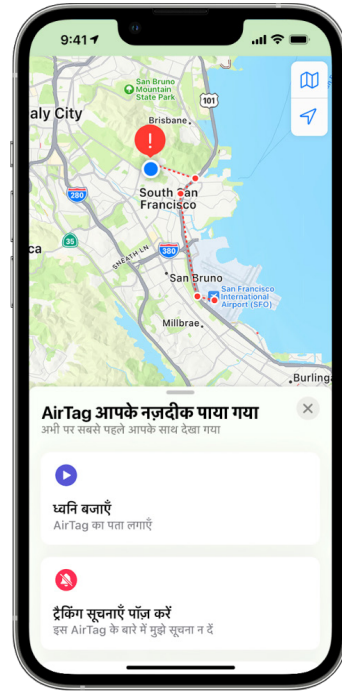 9:41
San Bruno
Mountain
State Park
101
aly City
Brisbane
280
South San
Francisco
35
ca
SNEATH LN
380
San Bruno
San Francisco
International
Airport (SFO)
Millbrae
Burling
AirTag आपके नज़दीक पाया गया
अभी पर सबसे पहले आपके साथ देखा गया
ध्वनि बजाएँ
AirTag का पता लगाएँ
ट्रैकिंग सूचनाएँ पॉज़ करें
इस AirTag के बारे में मुझे सूचना न दें